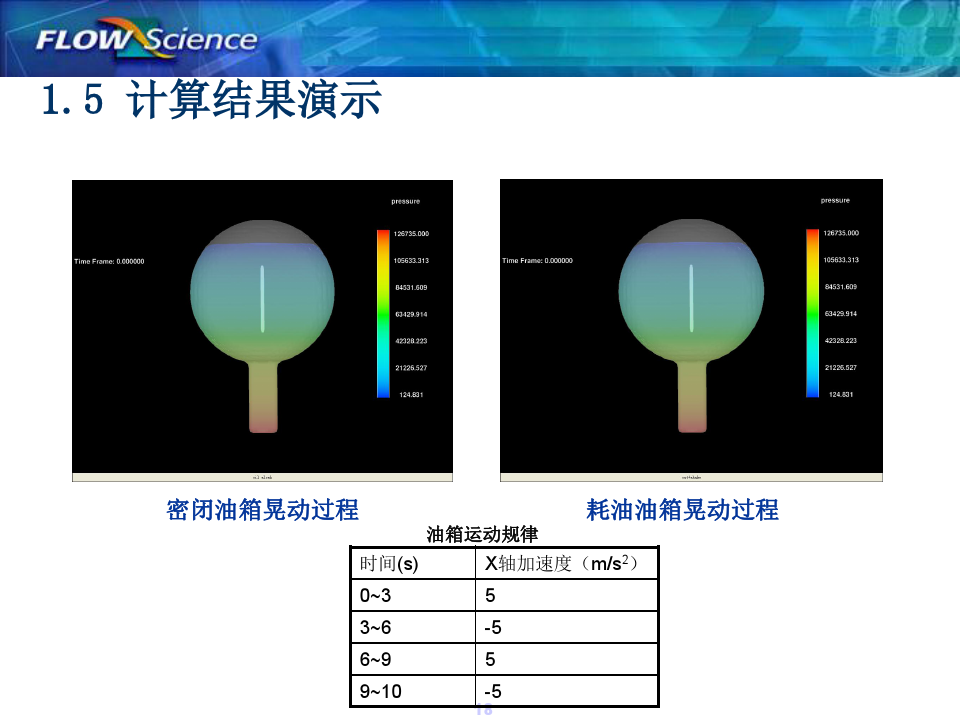 FLOW Science
1.5 计算结果演示
pressure
126735.000
Time Frame: 0.000000
105633.313
84531.609
63429.914
42328.223
21226.527
124.831
pressure
126735.000
Time Frame: 0.000000
105633.313
84531.609
63429.914
42328.223
21226.527
124.831
密闭油箱晃动过程
耗油油箱晃动过程
油箱运动规律
时间(s) X轴加速度（m/s²）
0~3 5
3~6 -5
6~9 5
9~10 -5
18